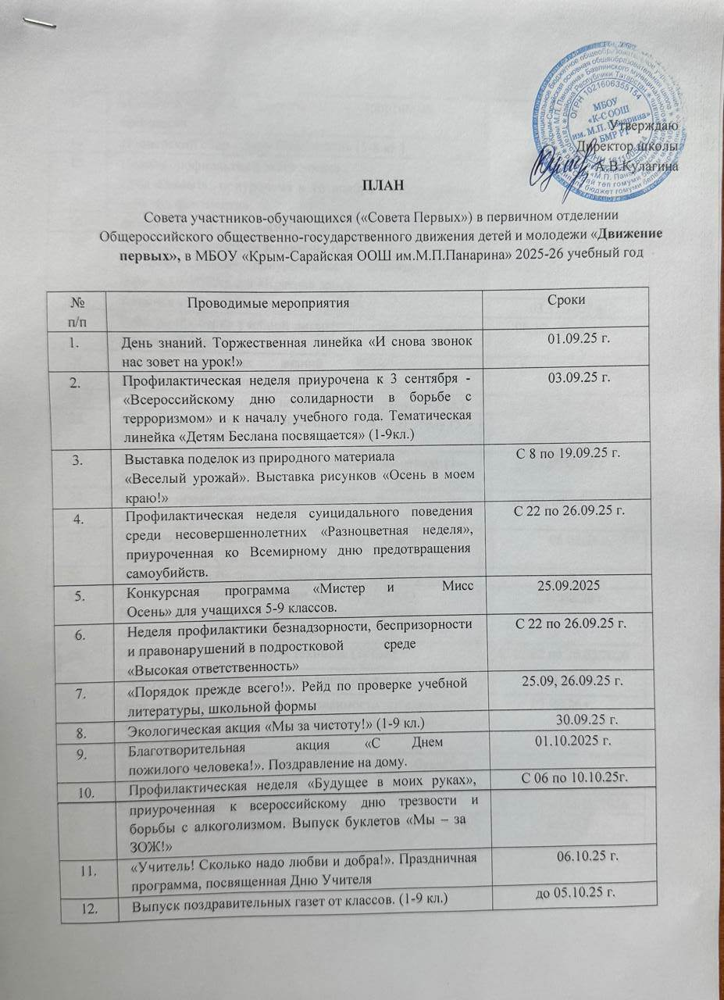 ОГРН 1021606355154
МБОУ
«К-С ООШ
им. М.П. Панарина»
БМР РТ
Утверждаю
Директор школы
А.В.Кулагина
ПЛАН
Совета участников-обучающихся («Совета Первых») в первичном отделении
Общероссийского общественно-государственного движения детей и молодежи «Движение
первых», в МБОУ «Крым-Сарайская ООШ им.М.П.Панарина» 2025-26 учебный год
№ Проводимые мероприятия Сроки
п/п
1. День знаний. Торжественная линейка «И снова звонок 01.09.25 г.
нас зовет на урок!»
2. Профилактическая неделя приурочена к 3 сентября - 03.09.25 г.
«Всероссийскому дню солидарности в борьбе с
терроризмом» и к началу учебного года. Тематическая
линейка «Детям Беслана посвящается» (1-9кл.)
3. Выставка поделок из природного материала С 8 по 19.09.25 г.
«Веселый урожай». Выставка рисунков «Осень в моем
краю!»
4. Профилактическая неделя суицидального поведения С 22 по 26.09.25 г.
среди несовершеннолетних «Разноцветная неделя»,
приуроченная ко Всемирному дню предотвращения
самоубийств.
5. Конкурсная программа «Мистер и Мисс 25.09.2025
Осень» для учащихся 5-9 классов.
6. Неделя профилактики безнадзорности, беспризорности С 22 по 26.09.25 г.
и правонарушений в подростковой среде
«Высокая ответственность»
7. «Порядок прежде всего!». Рейд по проверке учебной 25.09, 26.09.25 г.
литературы, школьной формы
8. Экологическая акция «Мы за чистоту!» (1-9 кл.) 30.09.25 г.
9. Благотворительная акция «С Днем 01.10.2025 г.
пожилого человека!». Поздравление на дому.
10. Профилактическая неделя «Будущее в моих руках», С 06 по 10.10.25г.
приуроченная к всероссийскому дню трезвости и
борьбы с алкоголизмом. Выпуск буклетов «Мы – за
ЗОЖ!»
11. «Учитель! Сколько надо любви и добра!». Праздничная 06.10.25 г.
программа, посвященная Дню Учителя
12. Выпуск поздравительных газет от классов. (1-9 кл.) до 05.10.25 г.